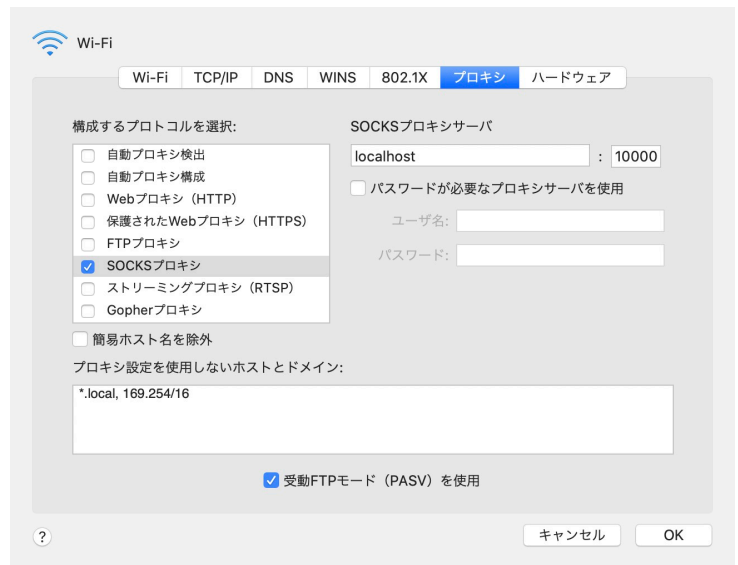 Wi-Fi
Wi-Fi TCP/IP DNS WINS 802.1X プロキシ ハードウェア
構成するプロトコルを選択:
自動プロキシ検出
自動プロキシ構成
Webプロキシ（HTTP）
保護されたWebプロキシ（HTTPS）
FTPプロキシ
SOCKSプロキシ
ストリーミングプロキシ（RTSP）
Gopherプロキシ
簡易ホスト名を除外
SOCKSプロキシサーバ
localhost : 10000
パスワードが必要なプロキシサーバを使用
ユーザ名:
パスワード:
プロキシ設定を使用しないホストとドメイン:
*.local, 169.254/16
受動FTPモード（PASV）を使用
? キャンセル OK